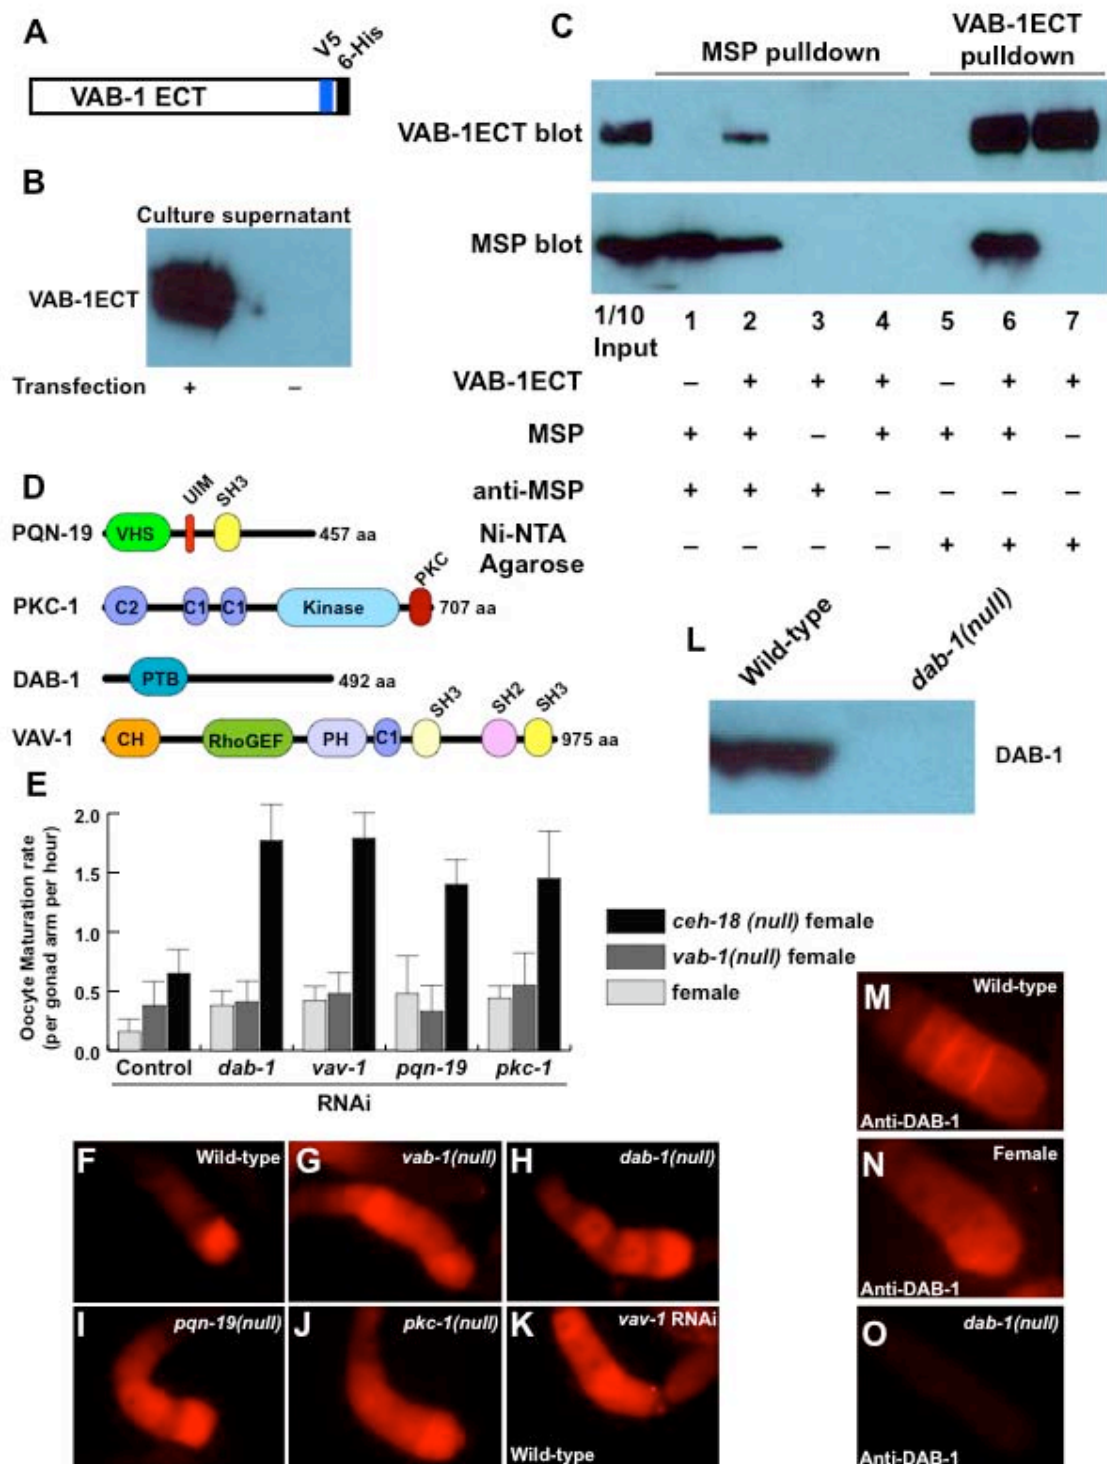 A
V5
6-His
VAB-1 ECT
B
Culture supernatant
VAB-1ECT
Transfection + –
C
MSP pulldown
VAB-1ECT
pulldown
VAB-1ECT blot
MSP blot
1/10
Input
1 2 3 4 5 6 7
VAB-1ECT – + + + – + +
MSP + + – + + + –
anti-MSP + + + – – – –
Ni-NTA
Agarose
– – – – + + +
D
UIM
SH3
PQN-19 VHS 457 aa
PKC
PKC-1 C2 C1 C1 Kinase 707 aa
DAB-1 PTB 492 aa
SH3 SH2 SH3
VAV-1 CH RhoGEF PH C1 975 aa
E
Oocyte Maturation rate
(per gonad arm per hour)
2.0
1.5
1.0
0.5
0.0
Control dab-1 vav-1 pqn-19 pkc-1
RNAi
ceh-18 (null) female
vab-1(null) female
female
L
Wild-type
dab-1(null)
DAB-1
F
Wild-type
G
vab-1(null)
H
dab-1(null)
I
pqn-19(null)
J
pkc-1(null)
K
vav-1 RNAi
Wild-type
M
Wild-type
Anti-DAB-1
N
Female
Anti-DAB-1
O
dab-1(null)
Anti-DAB-1